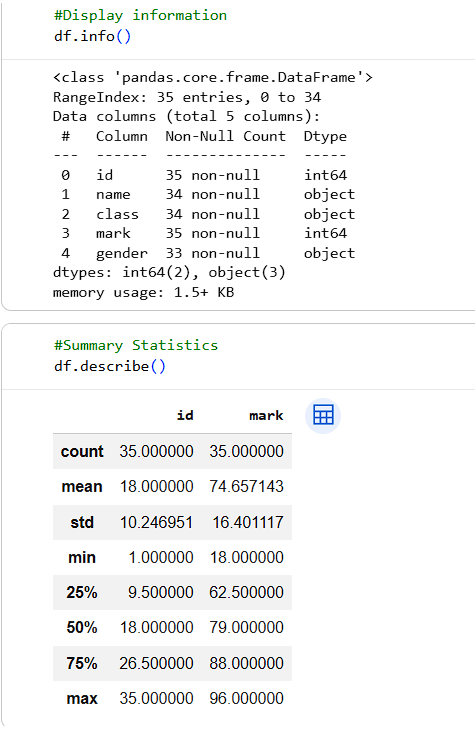 #Display information
df.info()
<class 'pandas.core.frame.DataFrame'>
RangeIndex: 35 entries, 0 to 34
Data columns (total 5 columns):
 #   Column  Non-Null Count  Dtype
---  ------  --------------  -----
 0   id      35 non-null     int64
 1   name    34 non-null     object
 2   class   34 non-null     object
 3   mark    35 non-null     int64
 4   gender  33 non-null     object
dtypes: int64(2), object(3)
memory usage: 1.5+ KB
#Summary Statistics
df.describe()
id mark
count 35.000000 35.000000
mean 18.000000 74.657143
std 10.246951 16.401117
min 1.000000 18.000000
25% 9.500000 62.500000
50% 18.000000 79.000000
75% 26.500000 88.000000
max 35.000000 96.000000